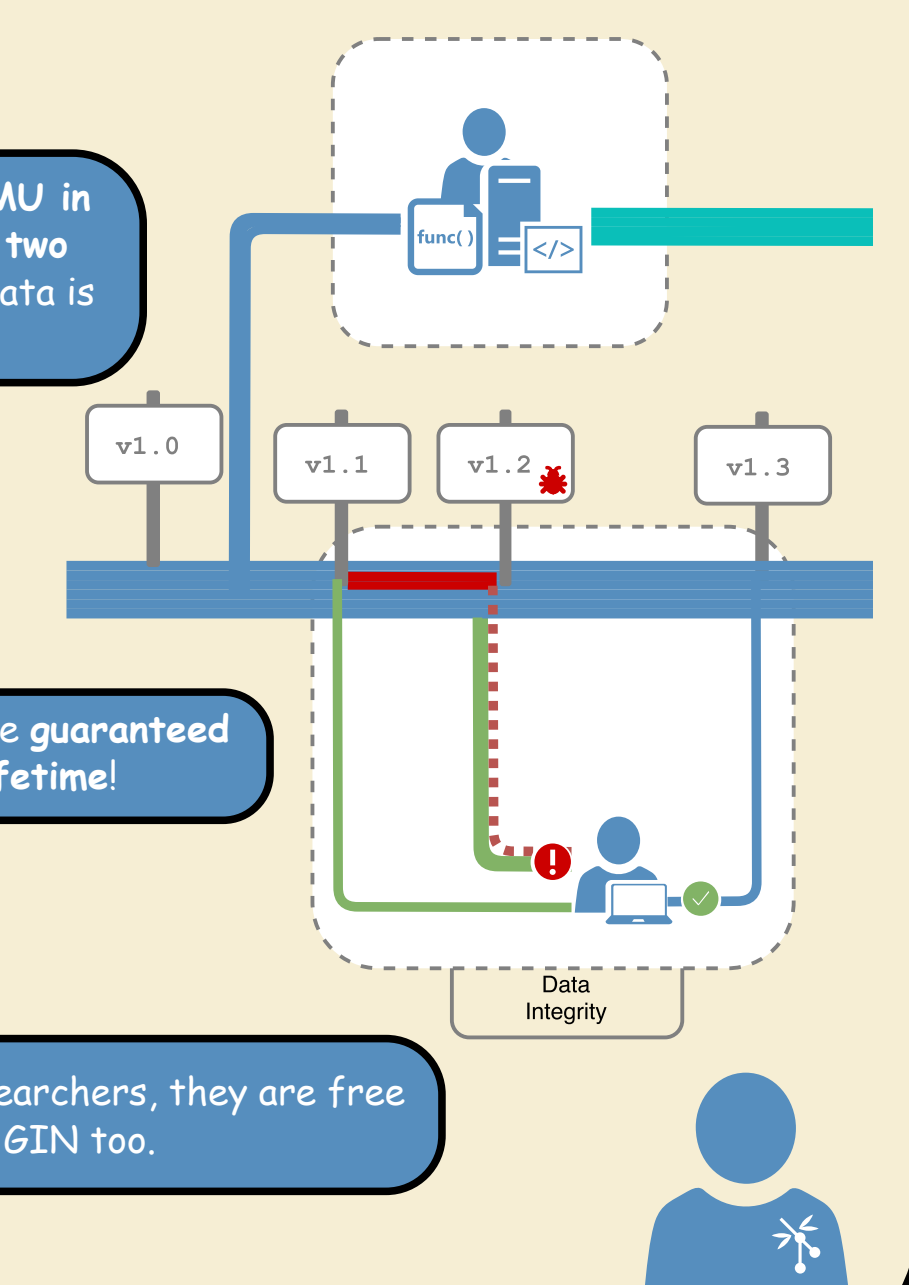 MU in
two
ata is
func( )
</>
v1.0
v1.1
v1.2
v1.3
e guaranteed
fetime!
Data
Integrity
earchers, they are free
GIN too.